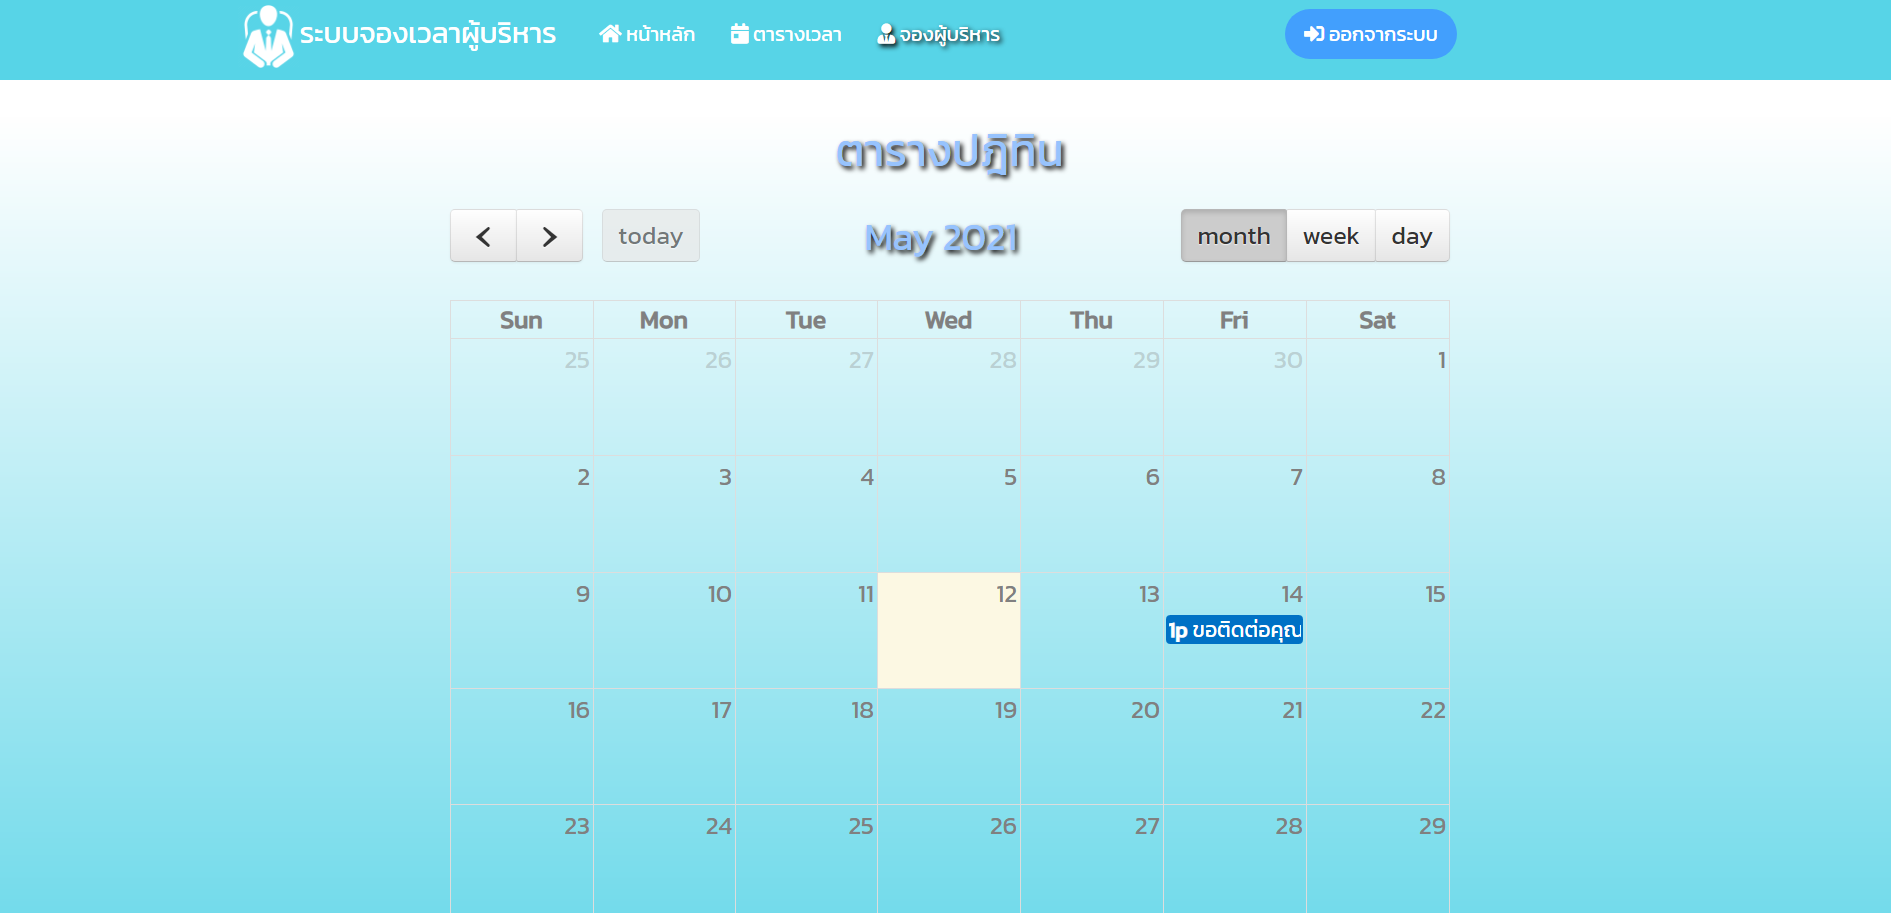 ระบบจองเวลาผู้บริหาร หน้าหลัก ตารางเวลา จองผู้บริหาร ออกจากระบบ
ตารางปฏิทิน
today May 2021 month week day
Sun Mon Tue Wed Thu Fri Sat
25 26 27 28 29 30 1
2 3 4 5 6 7 8
9 10 11 12 13 14 15
1p ขอติดต่อคุณ
16 17 18 19 20 21 22
23 24 25 26 27 28 29